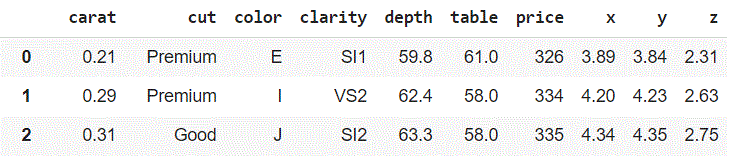 carat cut color clarity depth table price x y z
0 0.21 Premium E SI1 59.8 61.0 326 3.89 3.84 2.31
1 0.29 Premium I VS2 62.4 58.0 334 4.20 4.23 2.63
2 0.31 Good J SI2 63.3 58.0 335 4.34 4.35 2.75